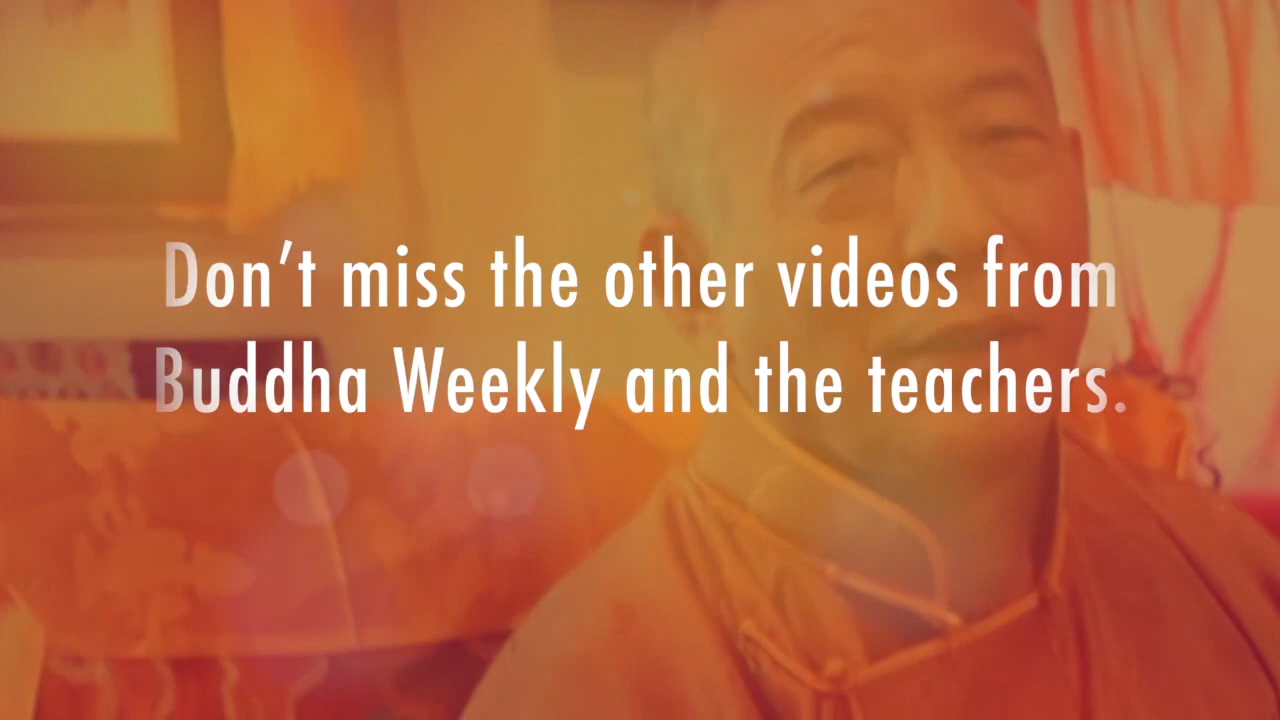 Don’t miss the other videos from
Buddha Weekly and the teachers.